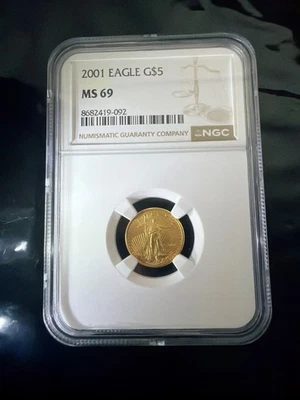 2001 EAGLE G$5
MS 69
8682419-092
NUMISMATIC GUARANTY COMPANY
NGC